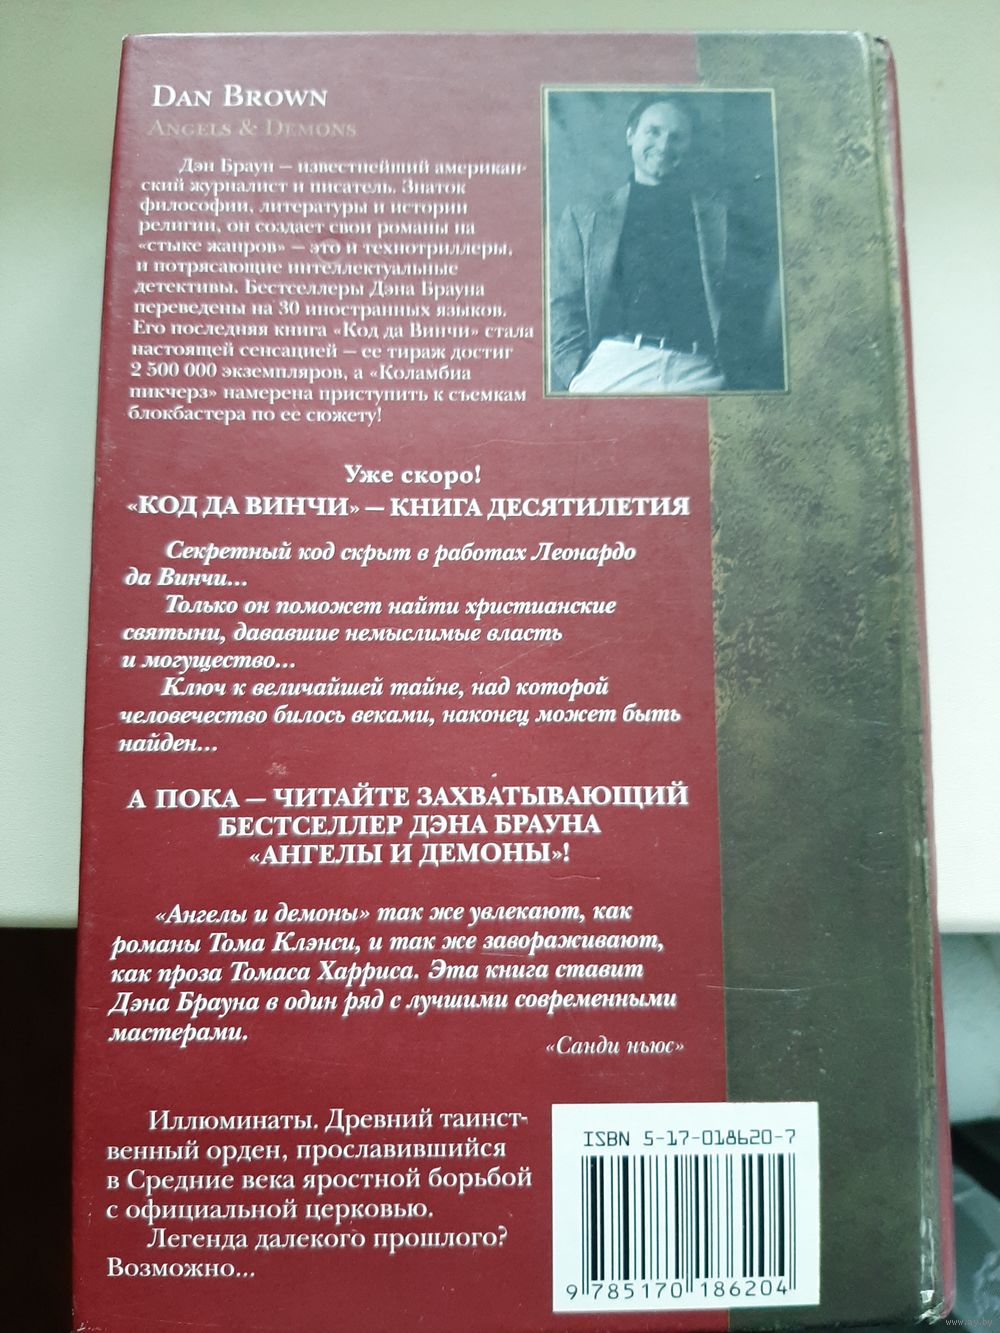 DAN BROWN
ANGELS & DEMONS
Дэн Браун — известнейший американ-
ский журналист и писатель. Знаток
философии, литературы и истории
религии, он создает свои романы на
«стыке жанров» — это и технотриллеры,
и потрясающие интеллектуальные
детективы. Бестселлеры Дэна Брауна
переведены на 30 иностранных языков.
Его последняя книга «Код да Винчи» стала
настоящей сенсацией — ее тираж достиг
2 500 000 экземпляров, а «Коламбиа
пикчерз» намерена приступить к съемкам
блокбастера по ее сюжету!
Уже скоро!
«КОД ДА ВИНЧИ» — КНИГА ДЕСЯТИЛЕТИЯ
Секретный код скрыт в работах Леонардо
да Винчи...
Только он поможет найти христианские
святыни, дававшие немыслимые власть
и могущество...
Ключ к величайшей тайне, над которой
человечество билось веками, наконец может быть
найден...
А ПОКА — ЧИТАЙТЕ ЗАХВАТЫВАЮЩИЙ
БЕСТСЕЛЛЕР ДЭНА БРАУНА
«АНГЕЛЫ И ДЕМОНЫ»!
«Ангелы и демоны» так же увлекают, как
романы Тома Клэнси, и так же завораживают,
как проза Томаса Харриса. Эта книга ставит
Дэна Брауна в один ряд с лучшими современными
мастерами.
«Санди ньюс»
Иллюминаты. Древний таинст-
венный орден, прославившийся
в Средние века яростной борьбой
с официальной церковью.
Легенда далекого прошлого?
Возможно...
ISBN 5-17-018620-7
9 785170 186204
www.ay.by